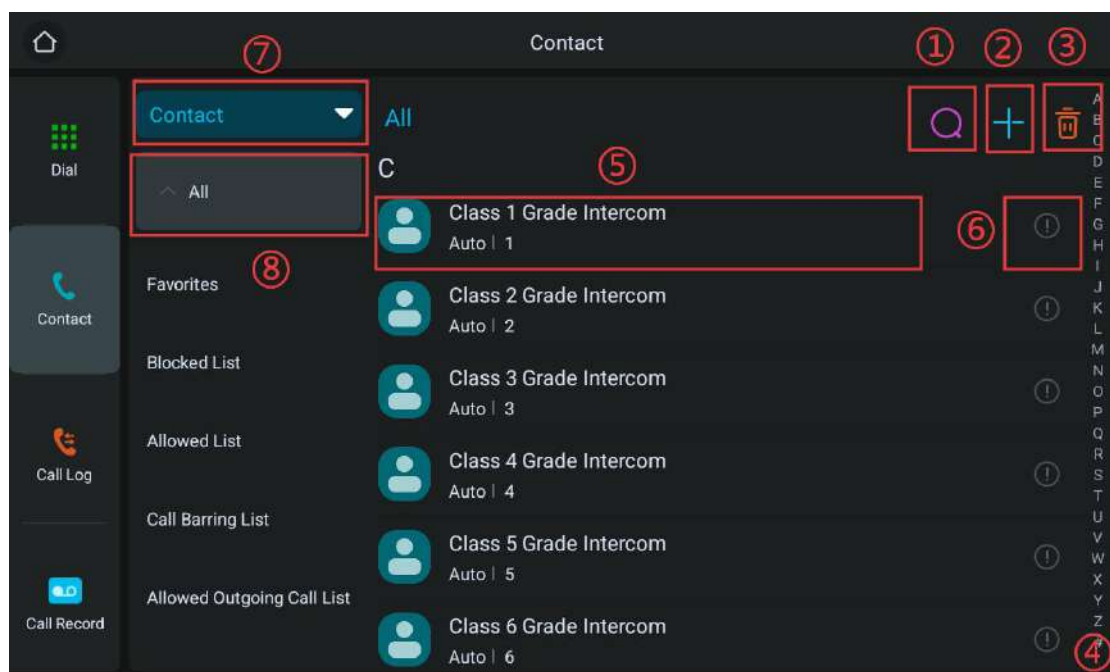 Contact
⑦
①
②
③
Dial
Contact
Call Log
Call Record
Contact
All
⑧
Favorites
Blocked List
Allowed List
Call Barring List
Allowed Outgoing Call List
All
C
⑤
Class 1 Grade Intercom
Auto | 1
⑥
Class 2 Grade Intercom
Auto | 2
Class 3 Grade Intercom
Auto | 3
Class 4 Grade Intercom
Auto | 4
Class 5 Grade Intercom
Auto | 5
Class 6 Grade Intercom
Auto | 6
A
B
C
D
E
F
G
H
I
J
K
L
M
N
O
P
Q
R
S
T
U
V
W
X
Y
Z
#
④